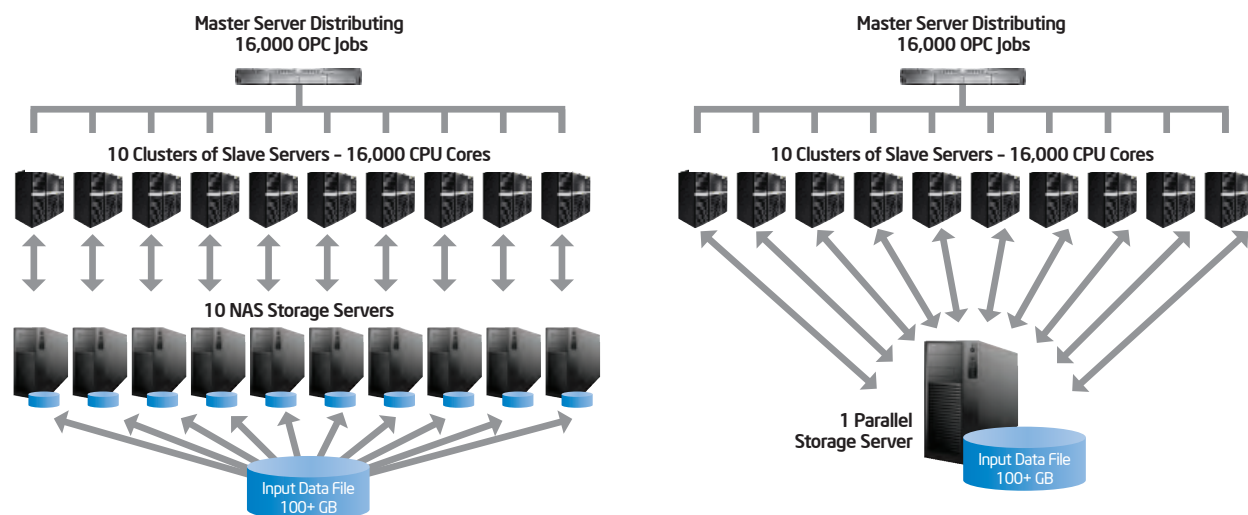 Master Server Distributing
16,000 OPC Jobs
10 Clusters of Slave Servers – 16,000 CPU Cores
10 NAS Storage Servers
Input Data File
100+ GB
Master Server Distributing
16,000 OPC Jobs
10 Clusters of Slave Servers – 16,000 CPU Cores
1 Parallel
Storage Server
Input Data File
100+ GB